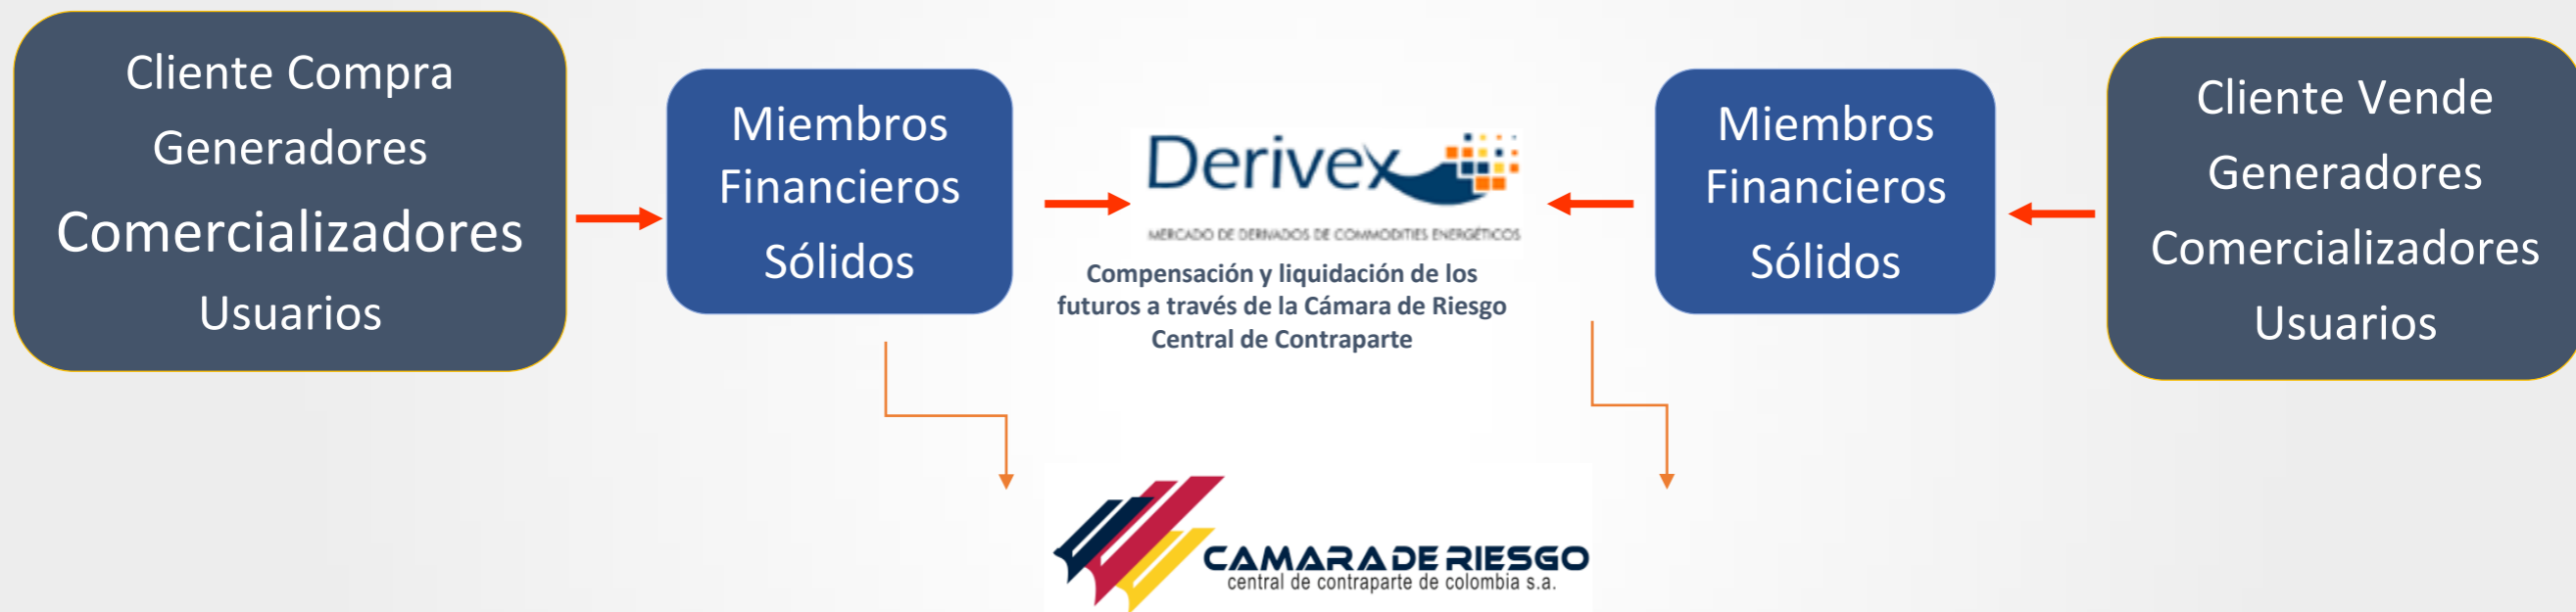 Cliente Compra
Generadores
Comercializadores
Usuarios
Miembros
Financieros
Sólidos
Derivex
MERCADO DE DERIVADOS DE COMMODITIES ENERGÉTICOS
Compensación y liquidación de los
futuros a través de la Cámara de Riesgo
Central de Contraparte
Miembros
Financieros
Sólidos
Cliente Vende
Generadores
Comercializadores
Usuarios
CAMARA DE RIESGO
central de contraparte de colombia s.a.